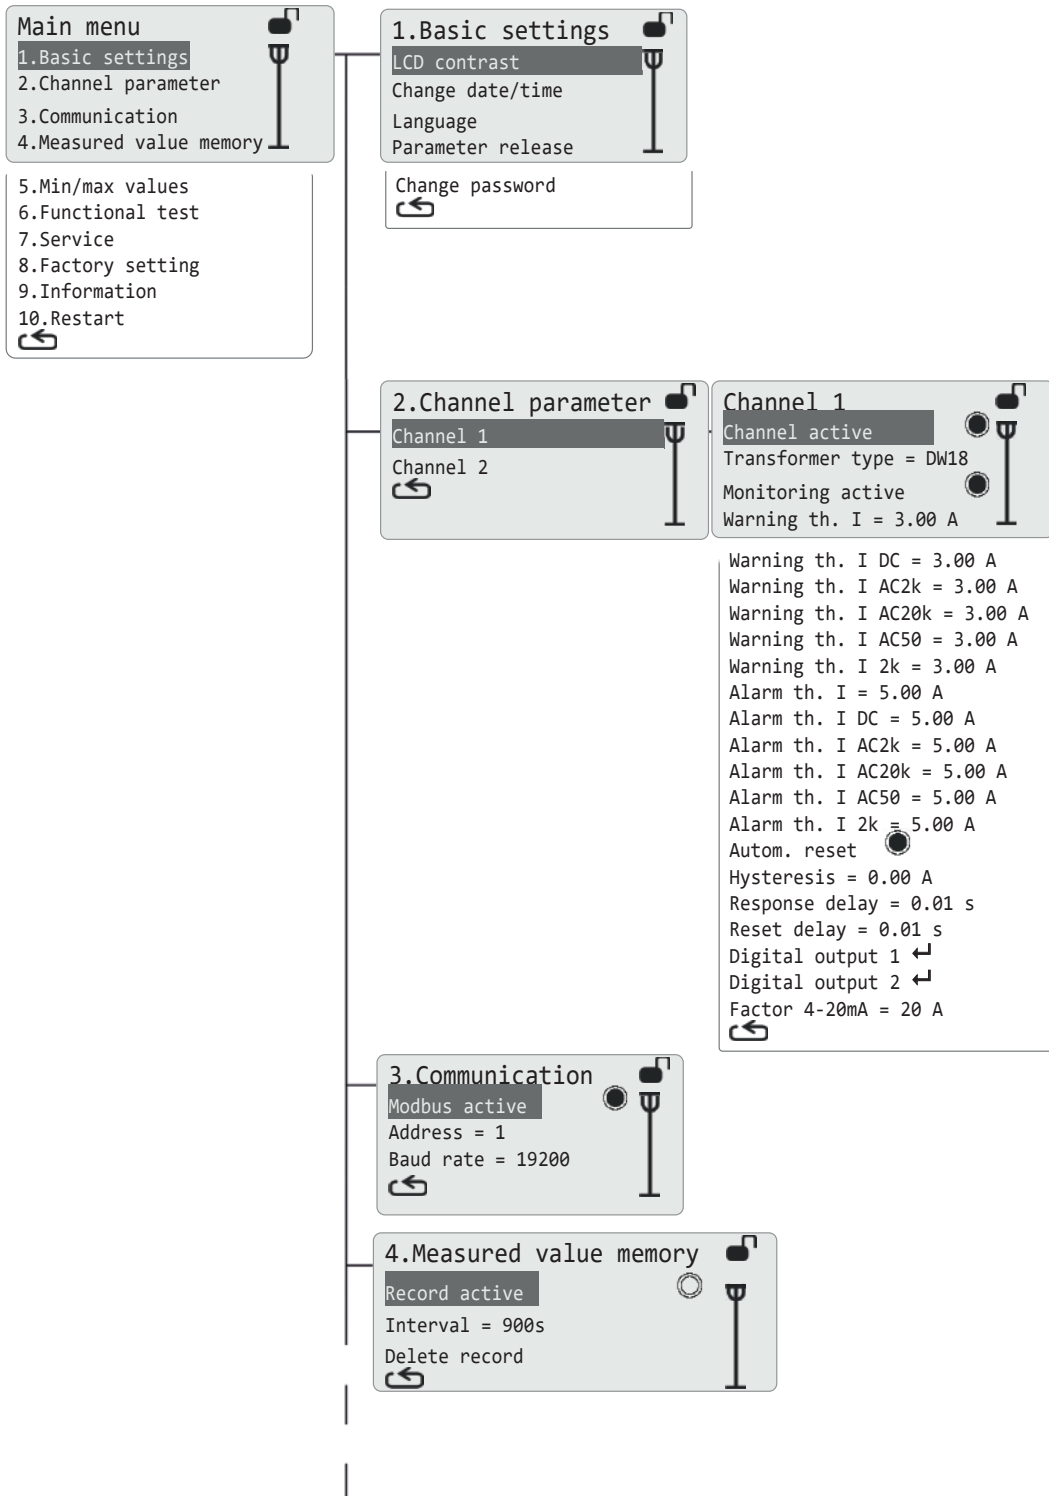 Main menu
1.Basic settings
2.Channel parameter
3.Communication
4.Measured value memory
5.Min/max values
6.Functional test
7.Service
8.Factory setting
9.Information
10.Restart
1.Basic settings
LCD contrast
Change date/time
Language
Parameter release
Change password
2.Channel parameter
Channel 1
Channel 2
Channel 1
Channel active
Transformer type = DW18
Monitoring active
Warning th. I = 3.00 A
Warning th. I DC = 3.00 A
Warning th. I AC2k = 3.00 A
Warning th. I AC20k = 3.00 A
Warning th. I AC50 = 3.00 A
Warning th. I 2k = 3.00 A
Alarm th. I = 5.00 A
Alarm th. I DC = 5.00 A
Alarm th. I AC2k = 5.00 A
Alarm th. I AC20k = 5.00 A
Alarm th. I AC50 = 5.00 A
Alarm th. I 2k = 5.00 A
Autom. reset
Hysteresis = 0.00 A
Response delay = 0.01 s
Reset delay = 0.01 s
Digital output 1
Digital output 2
Factor 4-20mA = 20 A
3.Communication
Modbus active
Address = 1
Baud rate = 19200
4.Measured value memory
Record active
Interval = 900s
Delete record